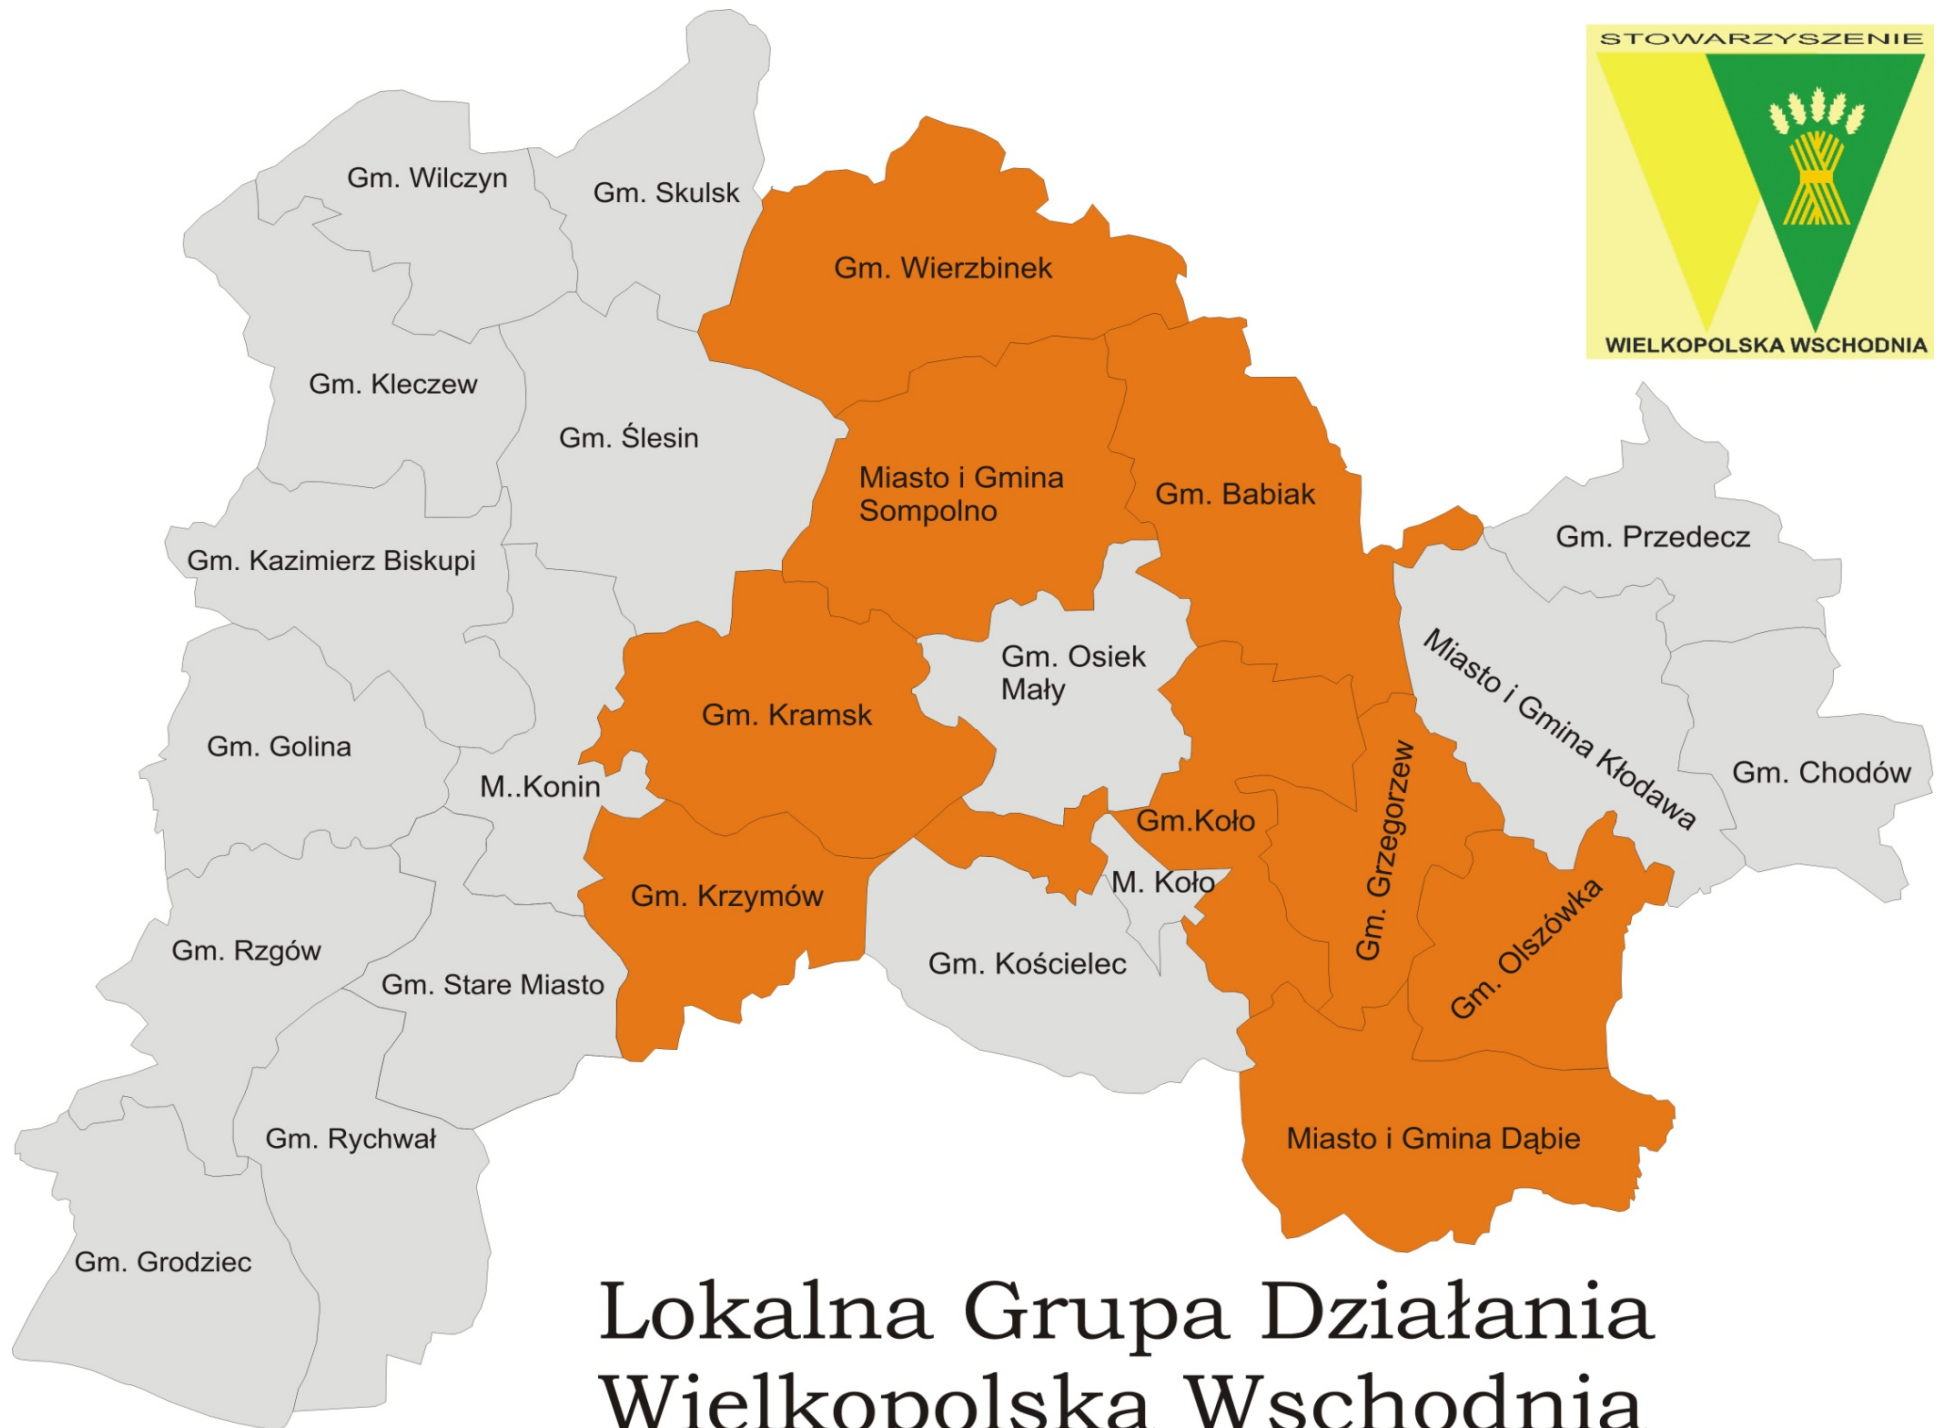 STOWARZYSZENIE
WIELKOPOLSKA WSCHODNIA
Gm. Wilczyn
Gm. Skulsk
Gm. Wierzbinek
Gm. Kleczew
Gm. Ślesin
Miasto i Gmina
Sompolno
Gm. Babiak
Gm. Przedecz
Gm. Kazimierz Biskupi
Gm. Osiek
Mały
Miasto i Gmina Kłodawa
Gm. Kramsk
Gm. Golina
M..Konin
Gm. Chodów
Gm.Koło
Gm. Grzegorzew
M. Koło
Gm. Krzymów
Gm. Olszówka
Gm. Rzgów
Gm. Kościelec
Gm. Stare Miasto
Gm. Rychwał
Miasto i Gmina Dąbie
Gm. Grodziec
Lokalna Grupa Działania
Wielkopolska Wschodnia